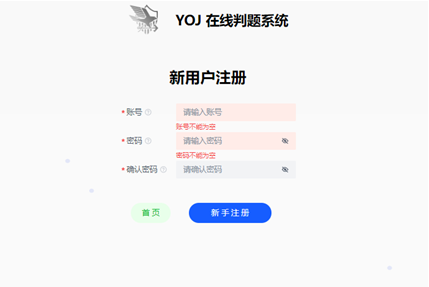 YOJ 在线判题系统
新用户注册
* 账号
请输入账号
账号不能为空
* 密码
请输入密码
密码不能为空
* 确认密码
请确认密码
首页 新手注册